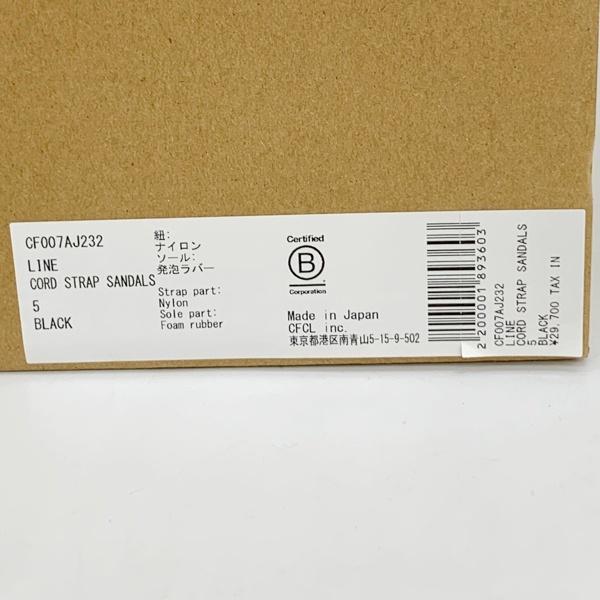 CF007AJ232
LINE
CORD STRAP SANDALS
5
BLACK
紐:
ナイロン
ソール:
発泡ラバー
Strap part:
Nylon
Sole part:
Foam rubber
Certified
B
Corporation
Made in Japan
CFCL inc.
東京都港区南青山5-15-9-502
2 200001 893603
CF007AJ232
LINE
CORD STRAP SANDALS
5
BLACK
¥29,700 TAX IN